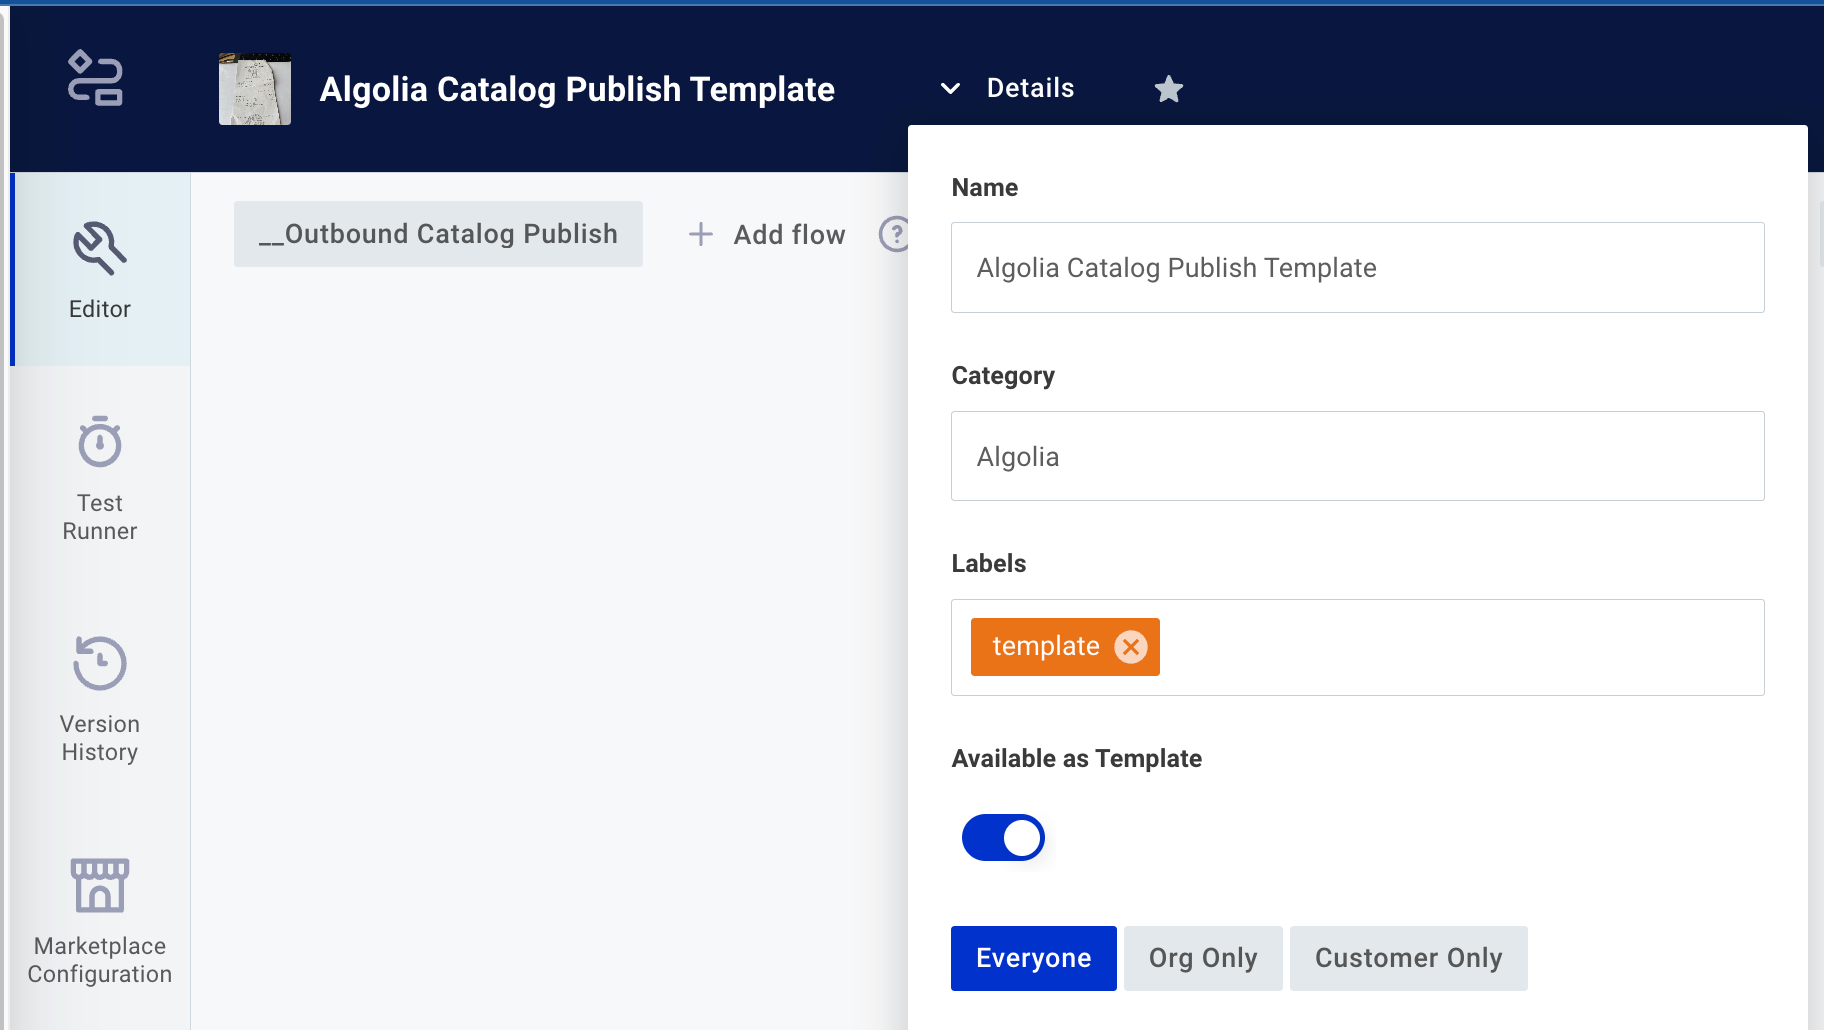 Algolia Catalog Publish Template
Details
Editor
Test
Runner
Version
History
Marketplace
Configuration
__Outbound Catalog Publish
+ Add flow
?
Name
Algolia Catalog Publish Template
Category
Algolia
Labels
template
Available as Template
Everyone
Org Only
Customer Only